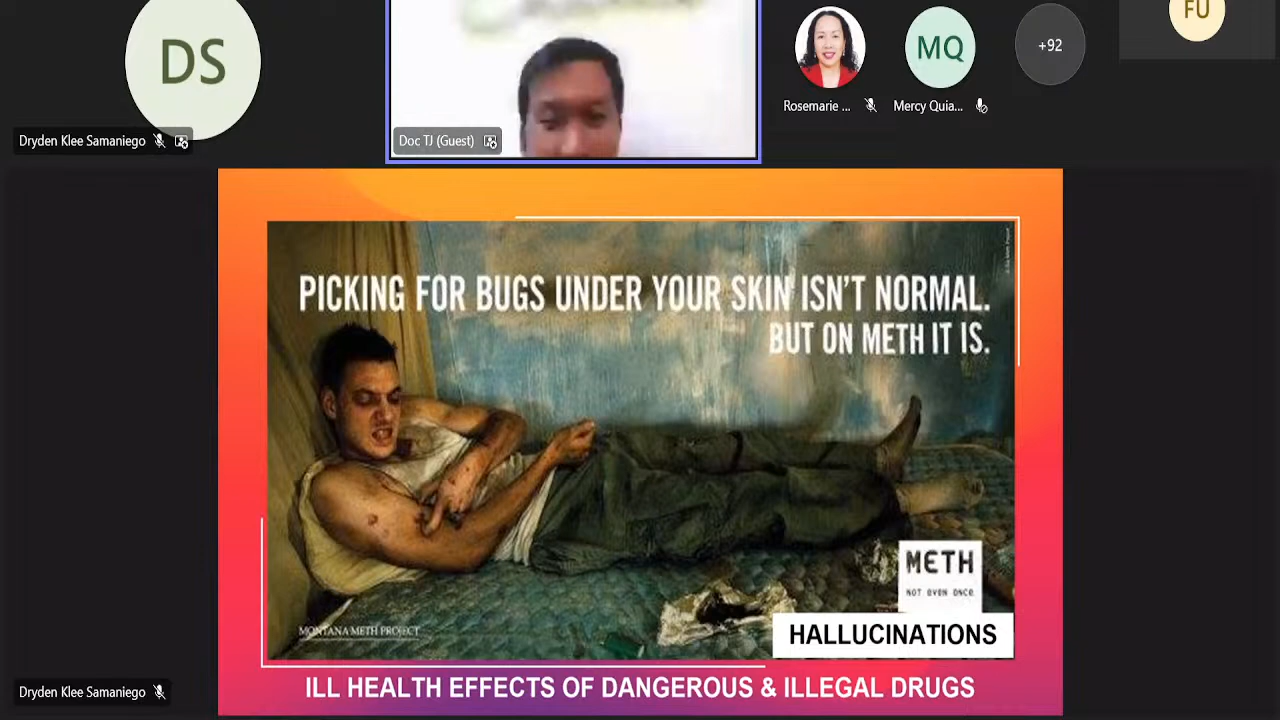 DS
Dryden Klee Samaniego
Doc TJ (Guest)
Rosemarie ...
MQ
Mercy Quia...
+92
FU
PICKING FOR BUGS UNDER YOUR SKIN ISN'T NORMAL.
BUT ON METH IT IS.
METH
NOT EVEN ONCE
MONTANA METH PROJECT
HALLUCINATIONS
ILL HEALTH EFFECTS OF DANGEROUS & ILLEGAL DRUGS
Dryden Klee Samaniego